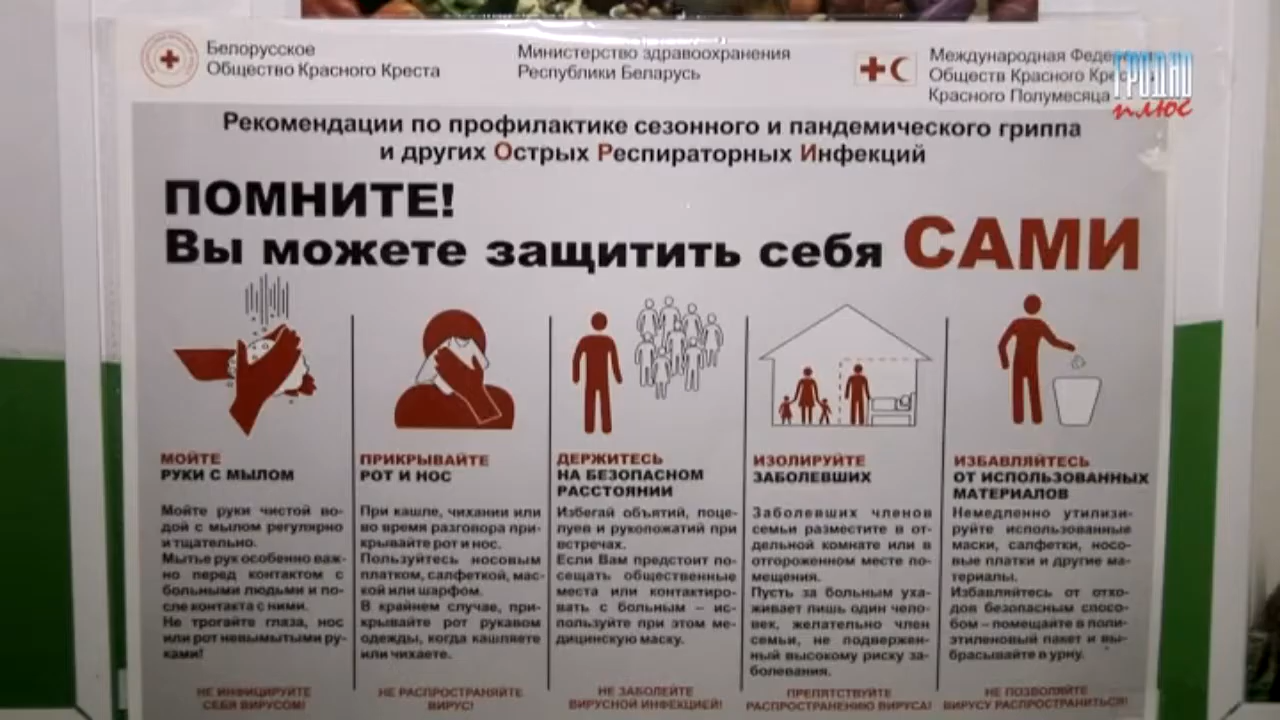 Белорусское
Общество Красного Креста
Министерство здравоохранения
Республики Беларусь
Международная
Обществ Красного
Красного Полумесяца
ГРОДНО
плюс
Рекомендации по профилактике сезонного и пандемического гриппа
и других Острых Респираторных Инфекций
ПОМНИТЕ!
Вы можете защитить себя САМИ
МОЙТЕ
РУКИ С МЫЛОМ
Мойте руки чистой во-
дой с мылом регулярно
и тщательно.
Мытье рук особенно важ-
но перед контактом с
больными людьми и по-
сле контакта с ними.
Не трогайте глаза, нос
или рот невымытыми ру-
ками!
НЕ ИНФИЦИРУЙТЕ
СЕБЯ ВИРУСОМ!
ПРИКРЫВАЙТЕ
РОТ И НОС
При кашле, чихании или
во время разговора при-
крывайте рот и нос.
Пользуйтесь носовым
платком, салфеткой, мас-
кой или шарфом.
В крайнем случае, при-
крывайте рот рукавом
одежды, когда кашляете
или чихаете.
НЕ РАСПРОСТРАНЯЙТЕ
ВИРУС!
ДЕРЖИТЕСЬ
НА БЕЗОПАСНОМ
РАССТОЯНИИ
Избегай объятий, поце-
луев и рукопожатий при
встречах.
Если Вам предстоит по-
сещать общественные
места или контактиро-
вать с больным – ис-
пользуйте при этом ме-
дицинскую маску.
НЕ ЗАБОЛЕЙТЕ
ВИРУСНОЙ ИНФЕКЦИЕЙ!
ИЗОЛИРУЙТЕ
ЗАБОЛЕВШИХ
Заболевших членов
семьи разместите в от-
дельной комнате или в
отгороженном месте по-
мещения.
Пусть за больным уха-
живает лишь один чело-
век, желательно член
семьи, не подвержен-
ный высокому риску за-
болевания.
ПРЕПЯТСТВУЙТЕ
РАСПРОСТРАНЕНИЮ ВИРУСА!
ИЗБАВЛЯЙТЕСЬ
ОТ ИСПОЛЬЗОВАННЫХ
МАТЕРИАЛОВ
Немедленно утилизи-
руйте использованные
маски, салфетки, носо-
вые платки и другие ма-
териалы.
Избавляйтесь от отхо-
дов безопасным спосо-
бом – помещайте в поли-
этиленовый пакет и вы-
брасывайте в урну.
НЕ ПОЗВОЛЯЙТЕ
ВИРУСУ РАСПРОСТРАНИТЬСЯ!